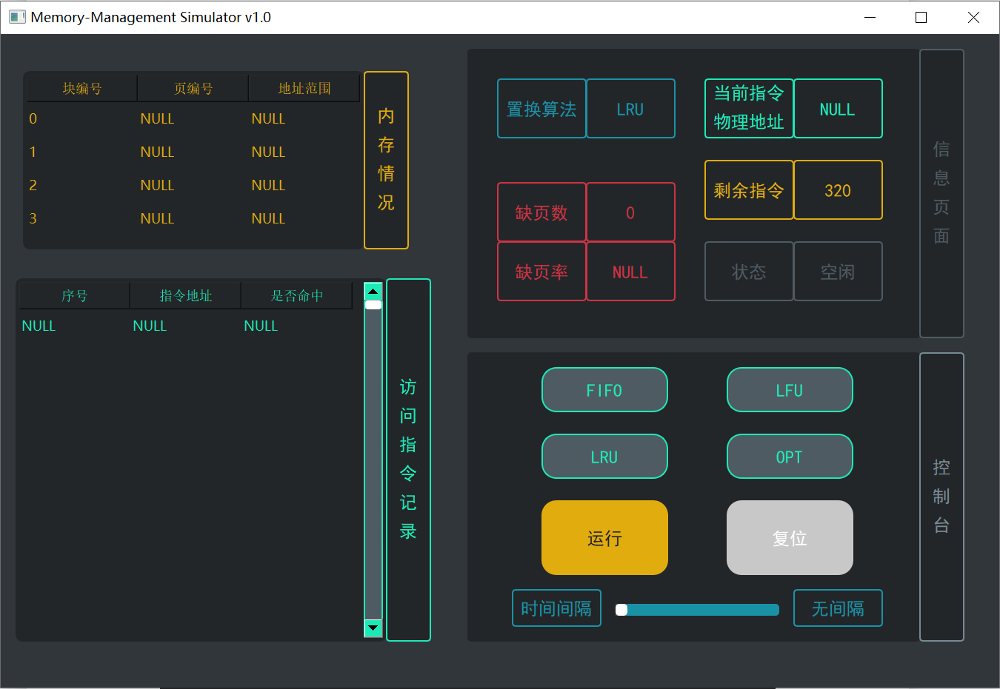 Memory-Management Simulator v1.0
块编号 页编号 地址范围
0 NULL NULL
1 NULL NULL
2 NULL NULL
3 NULL NULL
内存情况
序号 指令地址 是否命中
NULL NULL NULL
访问指令记录
置换算法 LRU
当前指令
物理地址
NULL
缺页数 0
缺页率 NULL
剩余指令 320
状态 空闲
信息页面
FIFO LFU
LRU OPT
运行 复位
时间间隔 无间隔
控制台